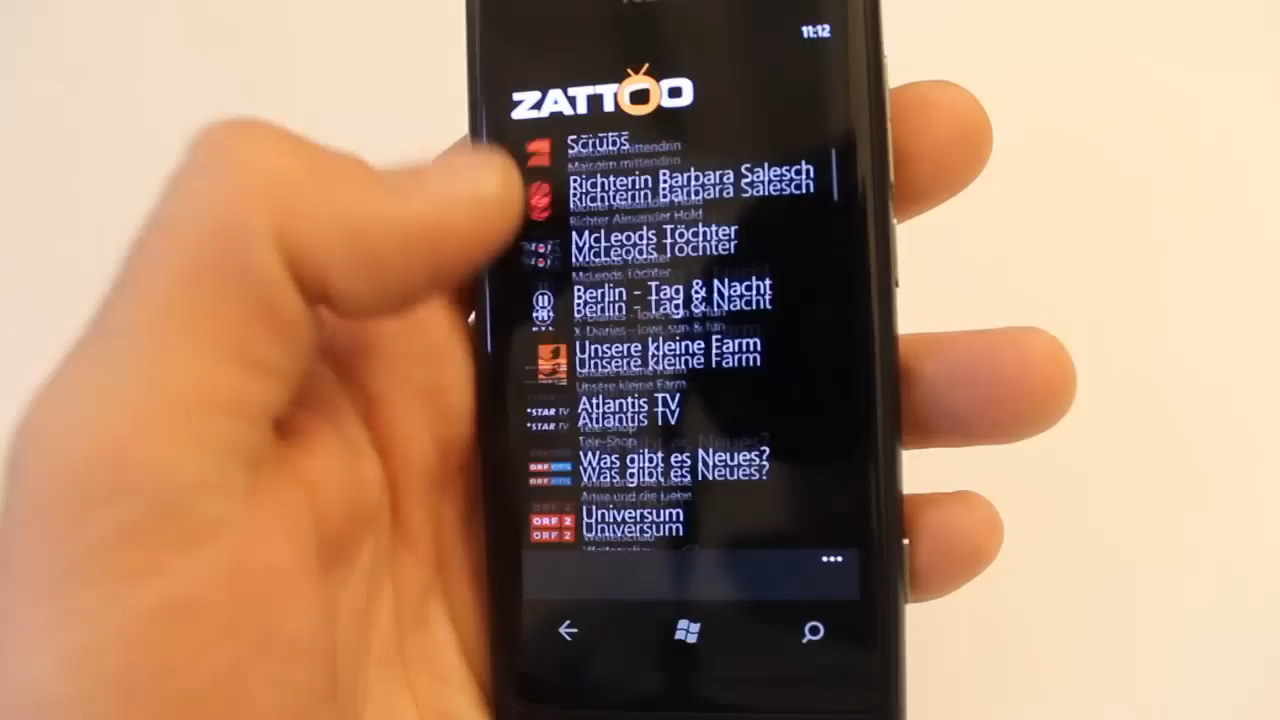 11:12
ZATTOO
Scrubs
Malcolm mittendrin
Richterin Barbara Salesch
Richter Alexander Hold
McLeods Töchter
McLeods Töchter
Berlin - Tag & Nacht
X-Diaries - love, sun & fun
Unsere kleine Farm
Unsere kleine Farm
*STAR TV
Atlantis TV
Tele-Shop
ORF eins
Was gibt es Neues?
Anna und die Liebe
ORF 2
Universum
Wetterschau